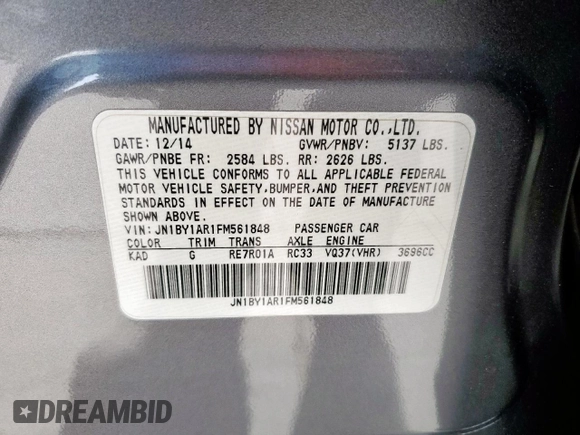 MANUFACTURED BY NISSAN MOTOR CO.,LTD.
DATE: 12/14 GVWR/PNBV: 5137 LBS.
GAWR/PNBE FR: 2584 LBS. RR: 2626 LBS.
THIS VEHICLE CONFORMS TO ALL APPLICABLE FEDERAL
MOTOR VEHICLE SAFETY,BUMPER,AND THEFT PREVENTION
STANDARDS IN EFFECT ON THE DATE OF MANUFACTURE
SHOWN ABOVE.
VIN: JN1BY1AR1FM561848 PASSENGER CAR
COLOR TRIM TRANS AXLE ENGINE
KAD G RE7R01A RC33 VQ37(VHR) 3696CC
JN1BY1AR1FM561848
DREAMBID